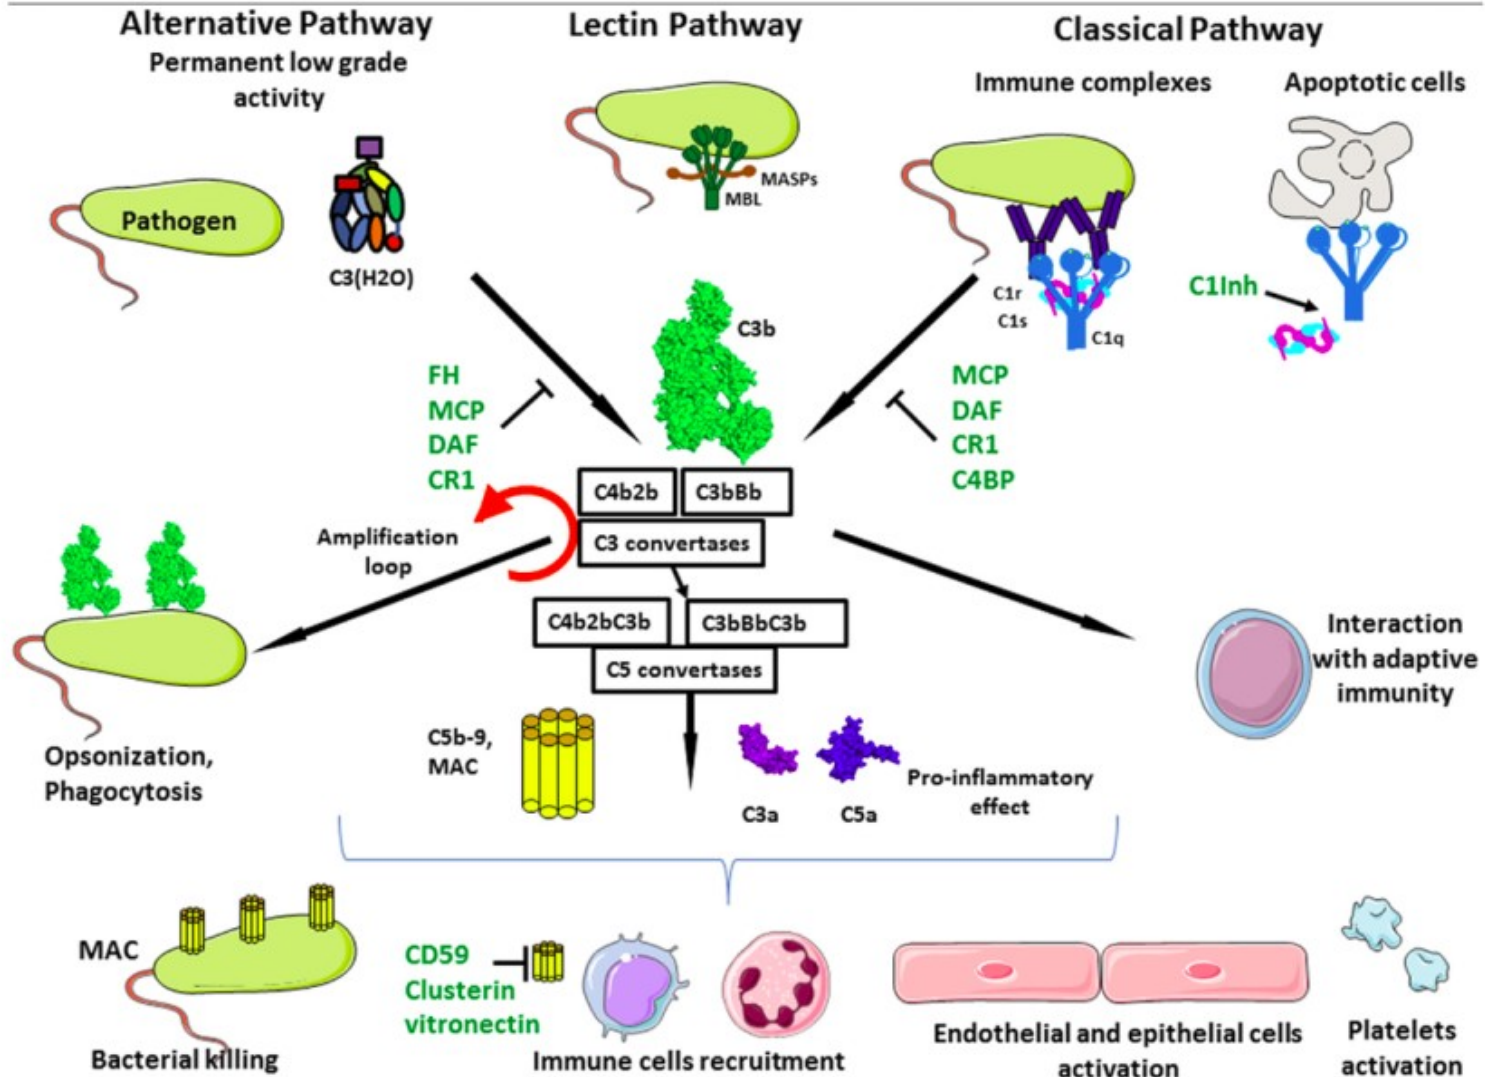 Alternative Pathway
Permanent low grade
activity
Pathogen
C3(H2O)
Lectin Pathway
MASPs
MBL
Classical Pathway
Immune complexes
Apoptotic cells
C1r
C1s
C1q
C1Inh
C3b
FH
MCP
DAF
CR1
MCP
DAF
CR1
C4BP
C4b2b
C3bBb
C3 convertases
Amplification
loop
C4b2bC3b
C3bBbC3b
C5 convertases
Opsonization,
Phagocytosis
Interaction
with adaptive
immunity
C5b-9,
MAC
C3a
C5a
Pro-inflammatory
effect
MAC
Bacterial killing
CD59
Clusterin
vitronectin
Immune cells recruitment
Endothelial and epithelial cells
activation
Platelets
activation